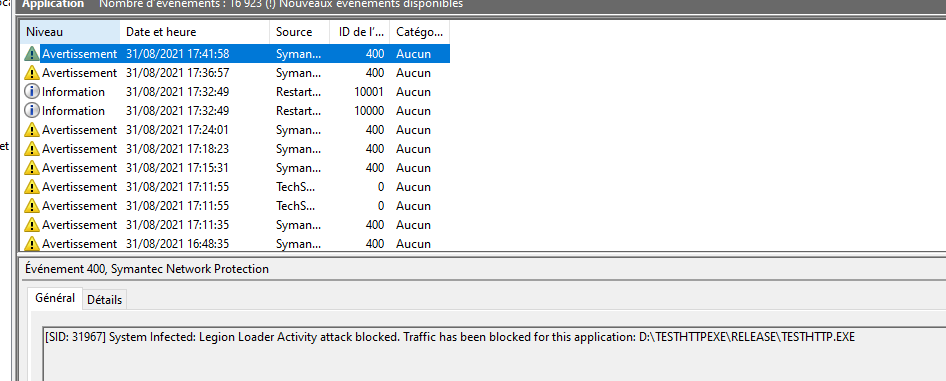 Application Nombre d'événements : 16 923 (!) Nouveaux événements disponibles
Niveau Date et heure Source ID de l'... Catégo...
Avertissement 31/08/2021 17:41:58 Syman... 400 Aucun
Avertissement 31/08/2021 17:36:57 Syman... 400 Aucun
Information 31/08/2021 17:32:49 Restart... 10001 Aucun
Information 31/08/2021 17:32:49 Restart... 10000 Aucun
Avertissement 31/08/2021 17:24:01 Syman... 400 Aucun
et
Avertissement 31/08/2021 17:18:23 Syman... 400 Aucun
Avertissement 31/08/2021 17:15:31 Syman... 400 Aucun
Avertissement 31/08/2021 17:11:55 TechS... 0 Aucun
Avertissement 31/08/2021 17:11:55 TechS... 0 Aucun
Avertissement 31/08/2021 17:11:35 Syman... 400 Aucun
Avertissement 31/08/2021 16:48:35 Syman... 400 Aucun
Événement 400, Symantec Network Protection
Général Détails
[SID: 31967] System Infected: Legion Loader Activity attack blocked. Traffic has been blocked for this application: D:\TESTHTTPEXE\RELEASE\TESTHTTP.EXE